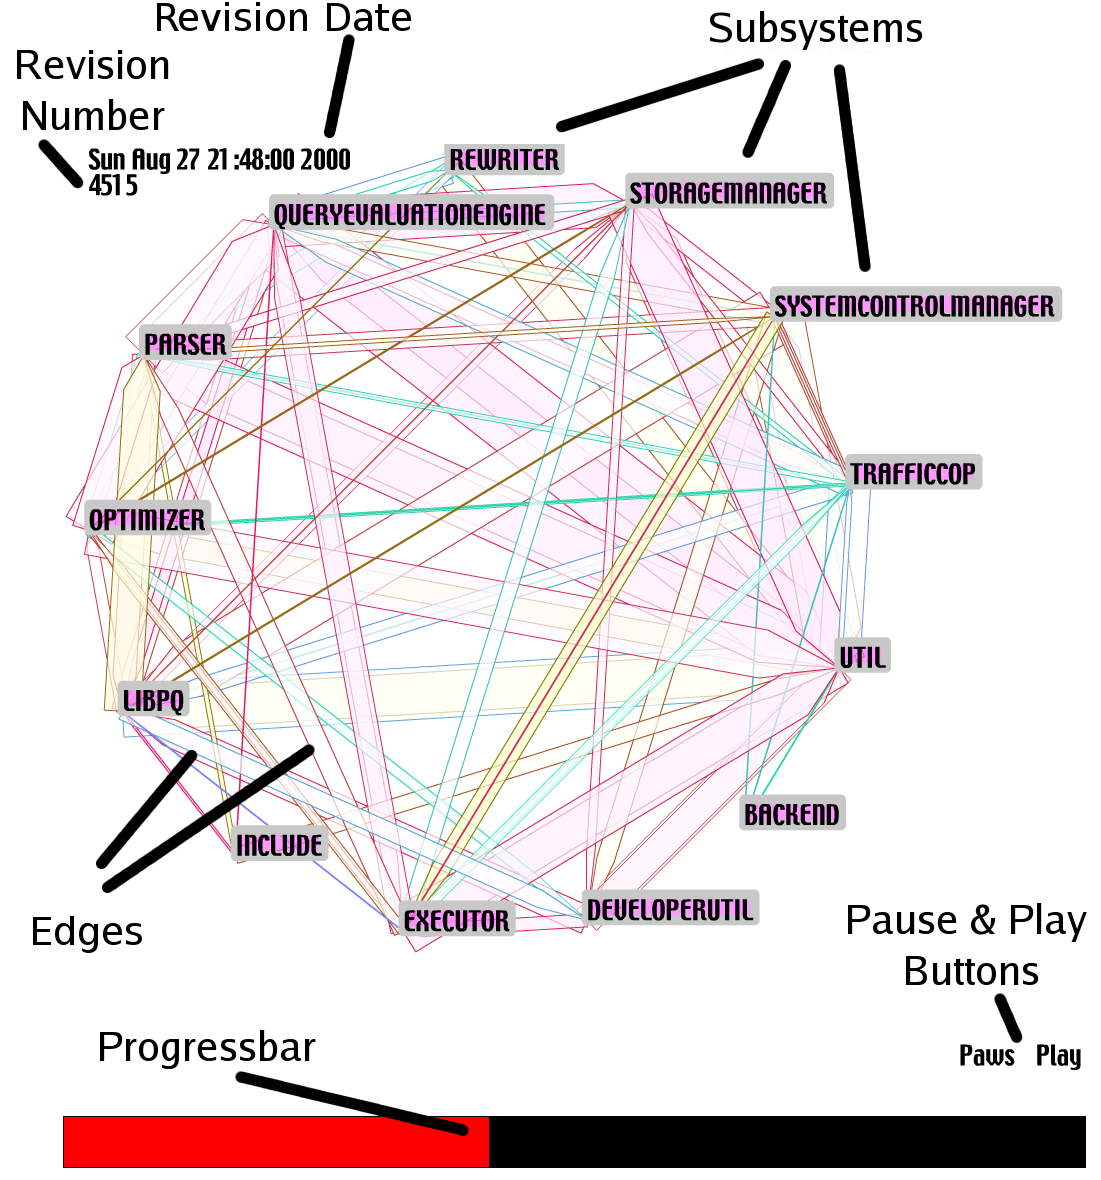 Revision Date
Subsystems
Revision
Number
Sun Aug 27 21:48:00 2000
4515
REWRITER
STORAGEMANAGER
QUERYEVALUATIONENGINE
SYSTEMCONTROLMANAGER
PARSER
TRAFFICCOP
OPTIMIZER
UTIL
LIBPQ
BACKEND
INCLUDE
DEVELOPERUTIL
EXECUTOR
Edges
Pause & Play
Buttons
Progressbar
Paws Play